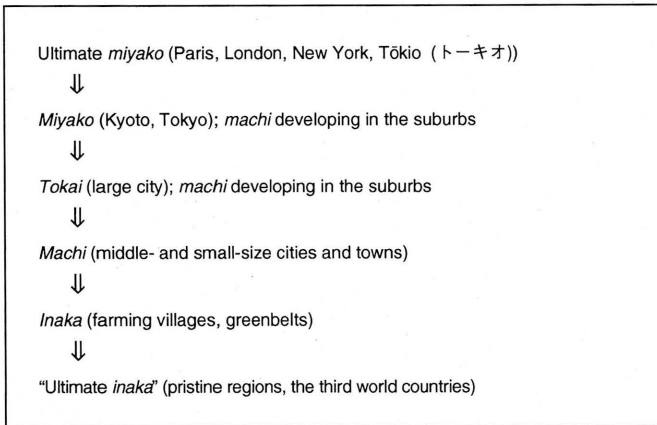 Ultimate miyako (Paris, London, New York, Tōkio (トーキオ))
⇓
Miyako (Kyoto, Tokyo); machi developing in the suburbs
⇓
Tokai (large city); machi developing in the suburbs
⇓
Machi (middle- and small-size cities and towns)
⇓
Inaka (farming villages, greenbelts)
⇓
“Ultimate inaka” (pristine regions, the third world countries)